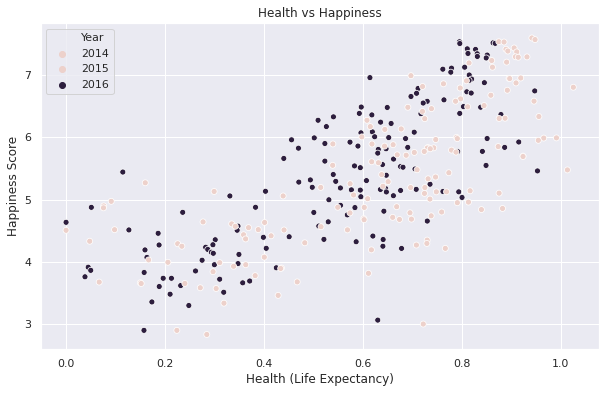 Health vs Happiness
Year
2014
2015
2016
Happiness Score
7
6
5
4
3
0.0 0.2 0.4 0.6 0.8 1.0
Health (Life Expectancy)